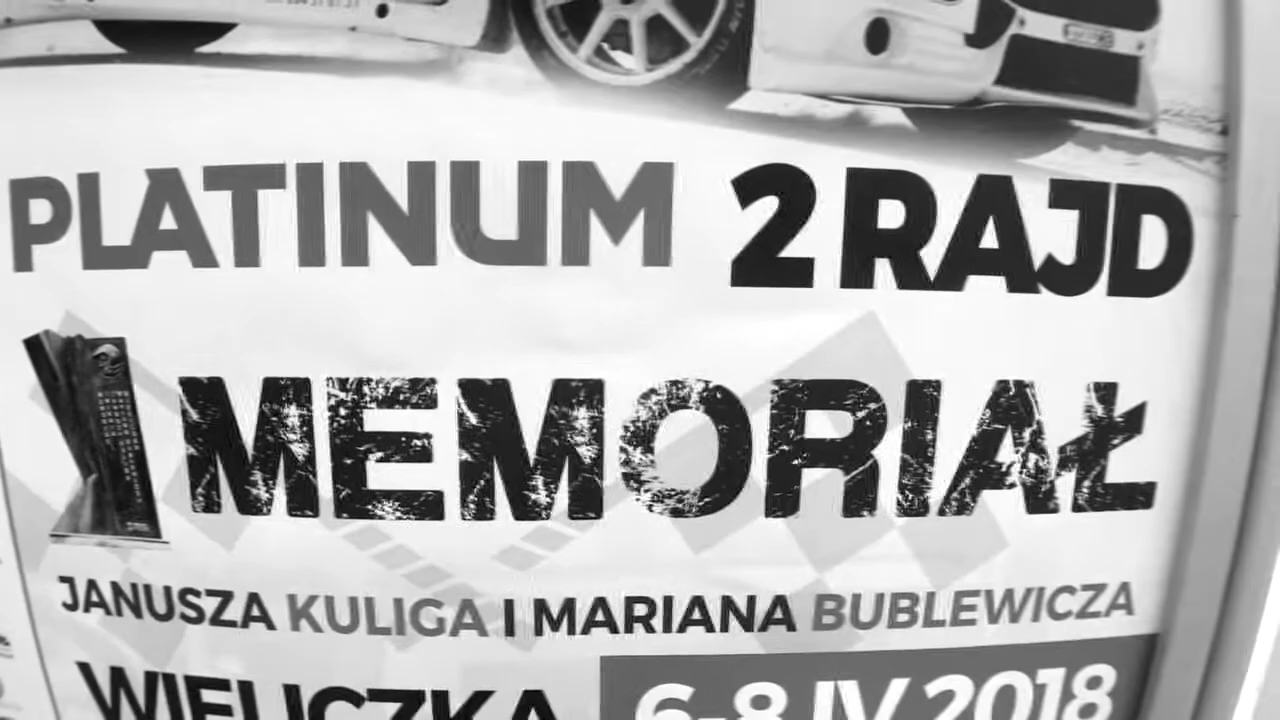 PLATINUM 2 RAJD
MEMORIAŁ
JANUSZA KULIGA I MARIANA BUBLEWICZA
WIELICZKA 6-8 IV 2018